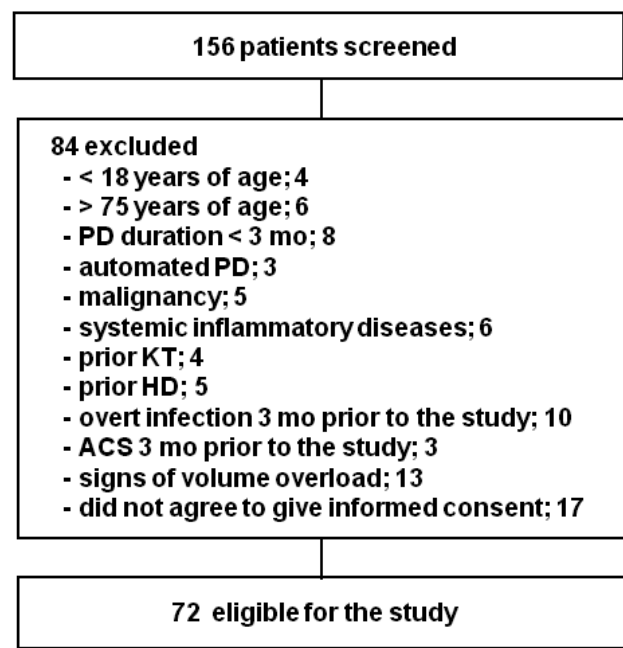 156 patients screened
84 excluded
- < 18 years of age; 4
- > 75 years of age; 6
- PD duration < 3 mo; 8
- automated PD; 3
- malignancy; 5
- systemic inflammatory diseases; 6
- prior KT; 4
- prior HD; 5
- overt infection 3 mo prior to the study; 10
- ACS 3 mo prior to the study; 3
- signs of volume overload; 13
- did not agree to give informed consent; 17
72 eligible for the study